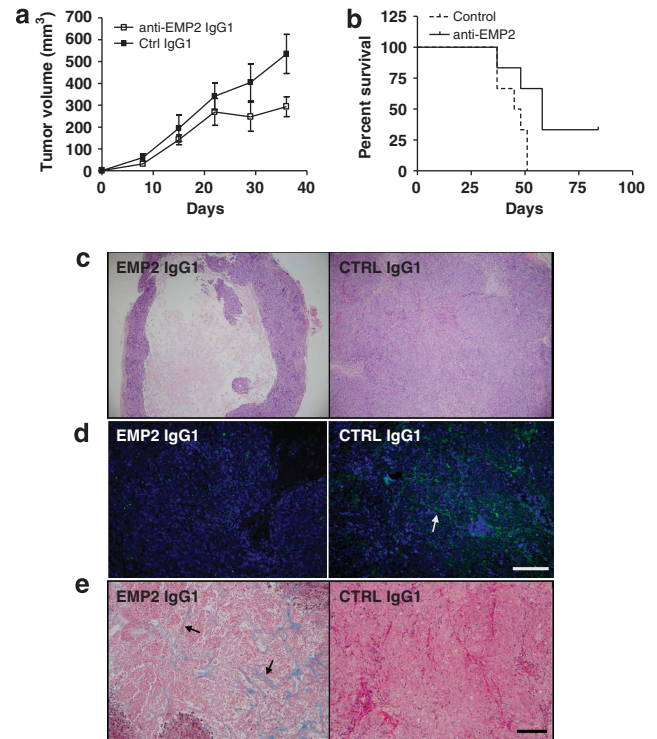 a
anti-EMP2 IgG1
Ctrl IgG1
Tumor volume (mm³)
700
600
500
400
300
200
100
0
0 10 20 30 40
Days
b
Control
anti-EMP2
Percent survival
125
100
75
50
25
0
0 25 50 75 100
Days
c
EMP2 IgG1
CTRL IgG1
d
EMP2 IgG1
CTRL IgG1
e
EMP2 IgG1
CTRL IgG1